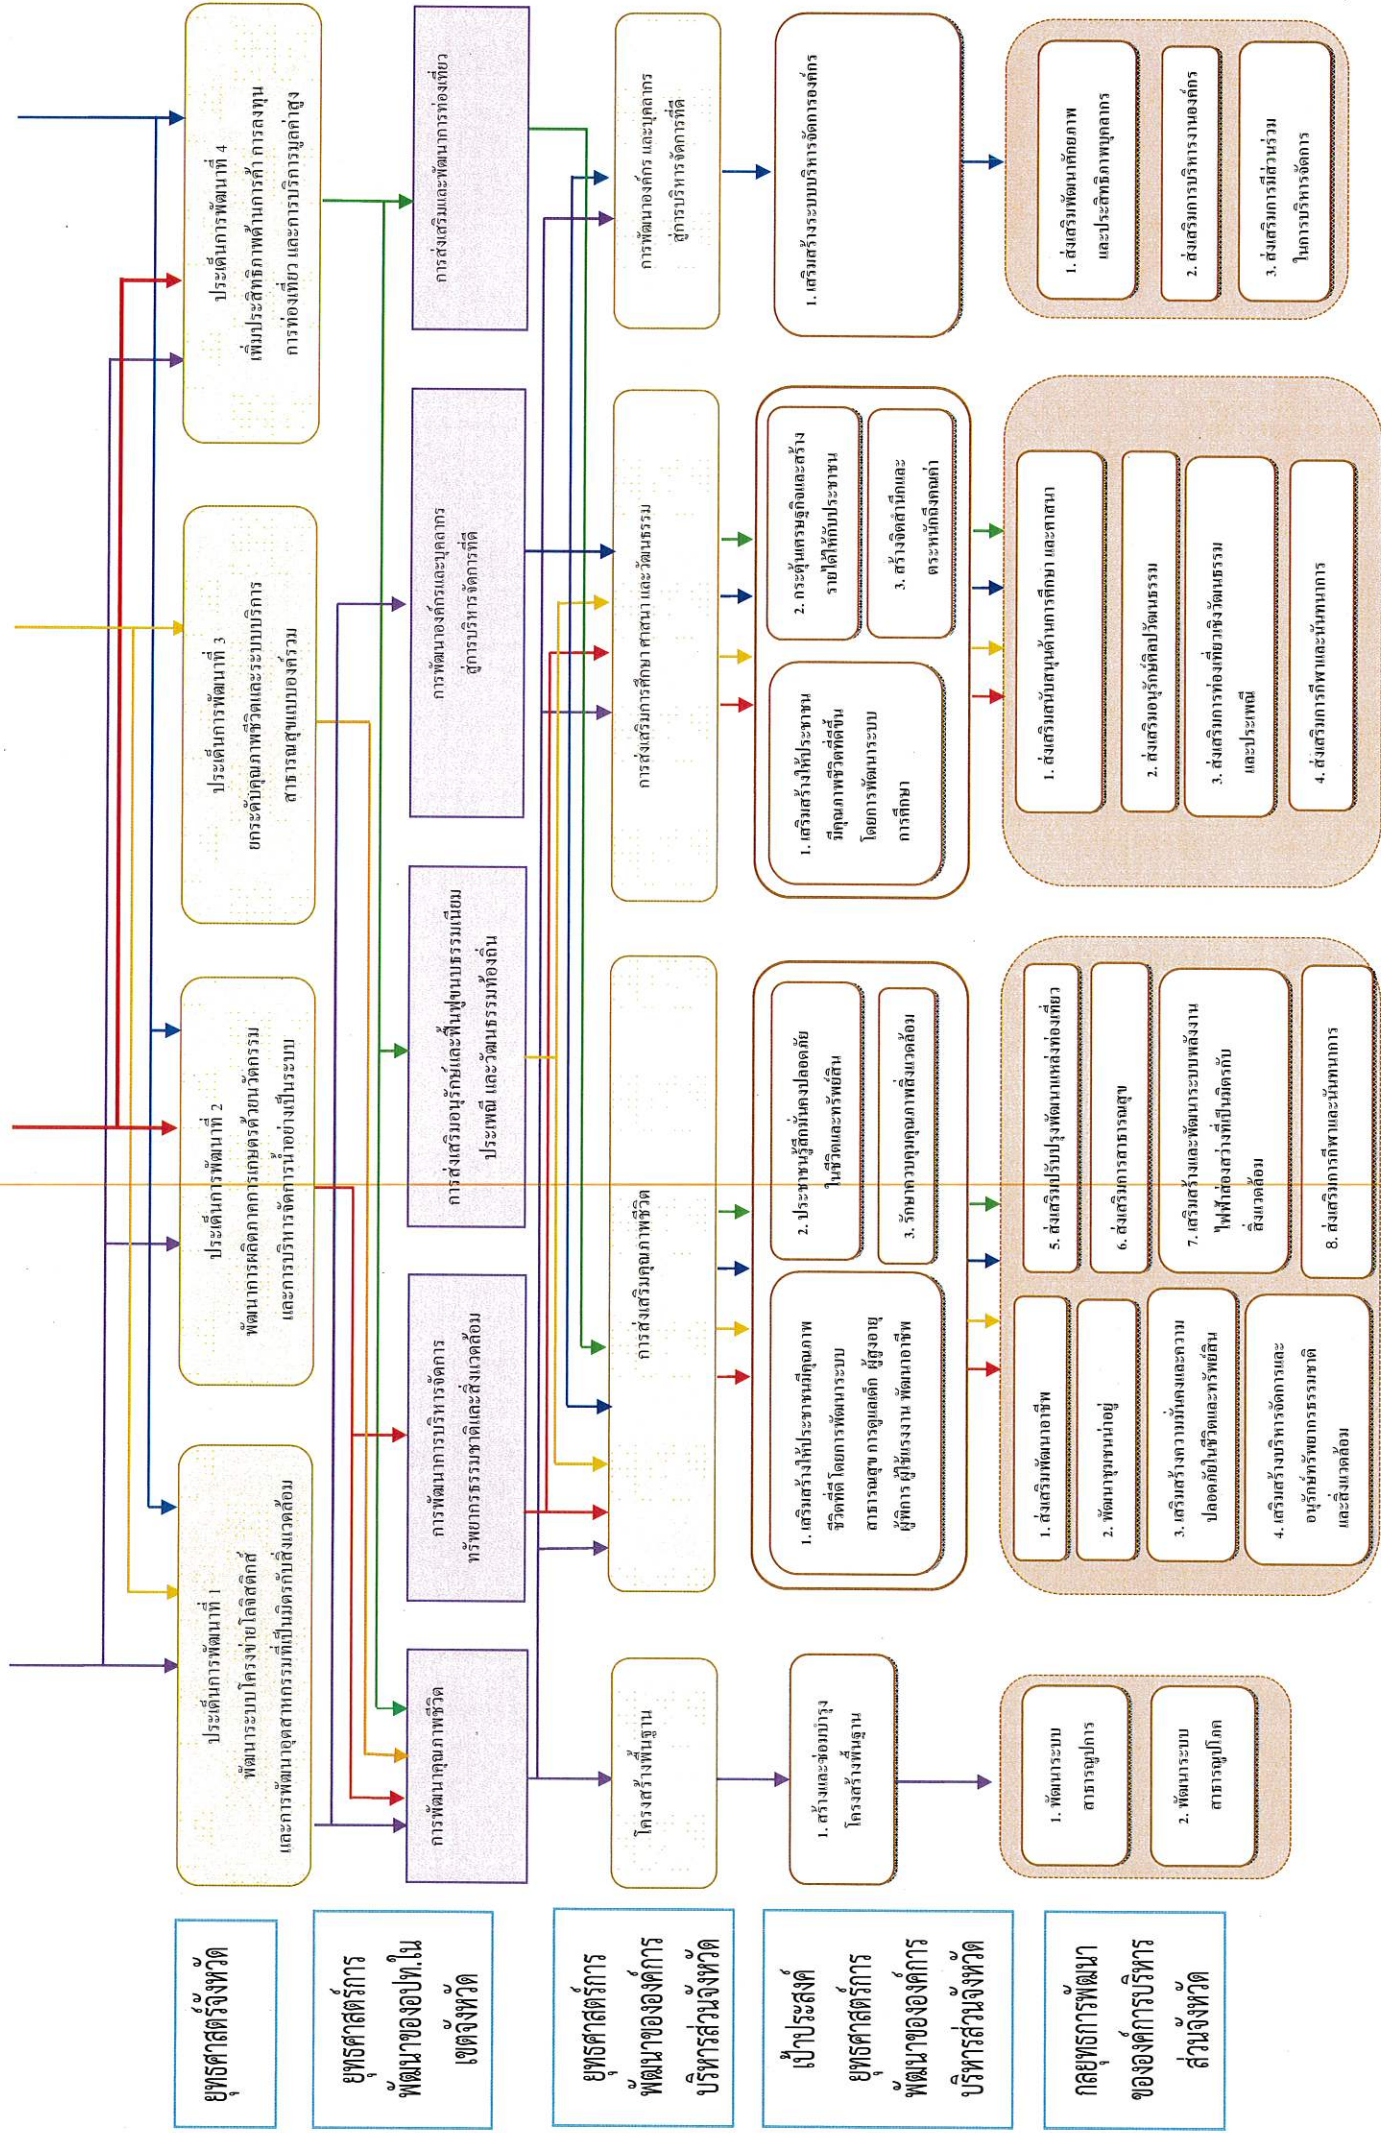 ยุทธศาสตร์จังหวัด
ประเด็นการพัฒนาที่ 1
พัฒนาระบบโครงข่ายโลจิสติกส์
และการพัฒนาอุตสาหกรรมที่เป็นมิตรกับสิ่งแวดล้อม
ประเด็นการพัฒนาที่ 2
พัฒนาการผลิตภาคการเกษตรด้วยนวัตกรรม
และการบริหารจัดการน้ำอย่างเป็นระบบ
ประเด็นการพัฒนาที่ 3
ยกระดับคุณภาพชีวิตและระบบบริการ
สาธารณสุขแบบองค์รวม
ประเด็นการพัฒนาที่ 4
เพิ่มประสิทธิภาพด้านการค้า การลงทุน
การท่องเที่ยว และการบริการมูลค่าสูง
ยุทธศาสตร์การ
พัฒนาของอปท.ใน
เขตจังหวัด
การพัฒนาคุณภาพชีวิต
การพัฒนาการบริหารจัดการ
ทรัพยากรธรรมชาติและสิ่งแวดล้อม
การส่งเสริมอนุรักษ์และฟื้นฟูขนบธรรมเนียม
ประเพณี และวัฒนธรรมท้องถิ่น
การพัฒนาองค์กรและบุคลากร
สู่การบริหารจัดการที่ดี
การส่งเสริมและพัฒนาการท่องเที่ยว
ยุทธศาสตร์การ
พัฒนาขององค์การ
บริหารส่วนจังหวัด
โครงสร้างพื้นฐาน
การส่งเสริมคุณภาพชีวิต
การส่งเสริมการศึกษา ศาสนา และวัฒนธรรม
การพัฒนาองค์กร และบุคลากร
สู่การบริหารจัดการที่ดี
เป้าประสงค์
ยุทธศาสตร์การ
พัฒนาขององค์การ
บริหารส่วนจังหวัด
1. สร้างและซ่อมบำรุง
โครงสร้างพื้นฐาน
1. เสริมสร้างให้ประชาชนมีคุณภาพ
ชีวิตที่ดี โดยการพัฒนาระบบ
สาธารณสุข การดูแลเด็ก ผู้สูงอายุ
ผู้พิการ ผู้ใช้แรงงาน พัฒนาอาชีพ
2. ประชาชนรู้สึกมั่นคงปลอดภัย
ในชีวิตและทรัพย์สิน
3. รักษาควบคุมคุณภาพสิ่งแวดล้อม
1. เสริมสร้างให้ประชาชน
มีคุณภาพชีวิตที่ดีขึ้น
โดยการพัฒนาระบบ
การศึกษา
2. กระตุ้นเศรษฐกิจและสร้าง
รายได้ให้กับประชาชน
3. สร้างจิตสำนึกและ
ตระหนักถึงคุณค่า
1. เสริมสร้างระบบบริหารจัดการองค์กร
กลยุทธการพัฒนา
ขององค์การบริหาร
ส่วนจังหวัด
1. พัฒนาระบบ
สาธารณูปการ
2. พัฒนาระบบ
สาธารณูปโภค
1. ส่งเสริมพัฒนาอาชีพ
2. พัฒนาชุมชนน่าอยู่
3. เสริมสร้างความมั่นคงและความ
ปลอดภัยในชีวิตและทรัพย์สิน
4. เสริมสร้างบริหารจัดการและ
อนุรักษ์ทรัพยากรธรรมชาติ
และสิ่งแวดล้อม
5. ส่งเสริมปรับปรุงพัฒนาแหล่งท่องเที่ยว
6. ส่งเสริมการสาธารณสุข
7. เสริมสร้างและพัฒนาระบบพลังงาน
ไฟฟ้าส่องสว่างที่เป็นมิตรกับ
สิ่งแวดล้อม
8. ส่งเสริมการกีฬาและนันทนาการ
1. ส่งเสริมสนับสนุนด้านการศึกษา และศาสนา
2. ส่งเสริมอนุรักษ์ศิลปวัฒนธรรม
3. ส่งเสริมการท่องเที่ยวเชิงวัฒนธรรม
และประเพณี
4. ส่งเสริมการกีฬาและนันทนาการ
1. ส่งเสริมพัฒนาศักยภาพ
และประสิทธิภาพบุคลากร
2. ส่งเสริมการบริหารงานองค์กร
3. ส่งเสริมการมีส่วนร่วม
ในการบริหารจัดการ